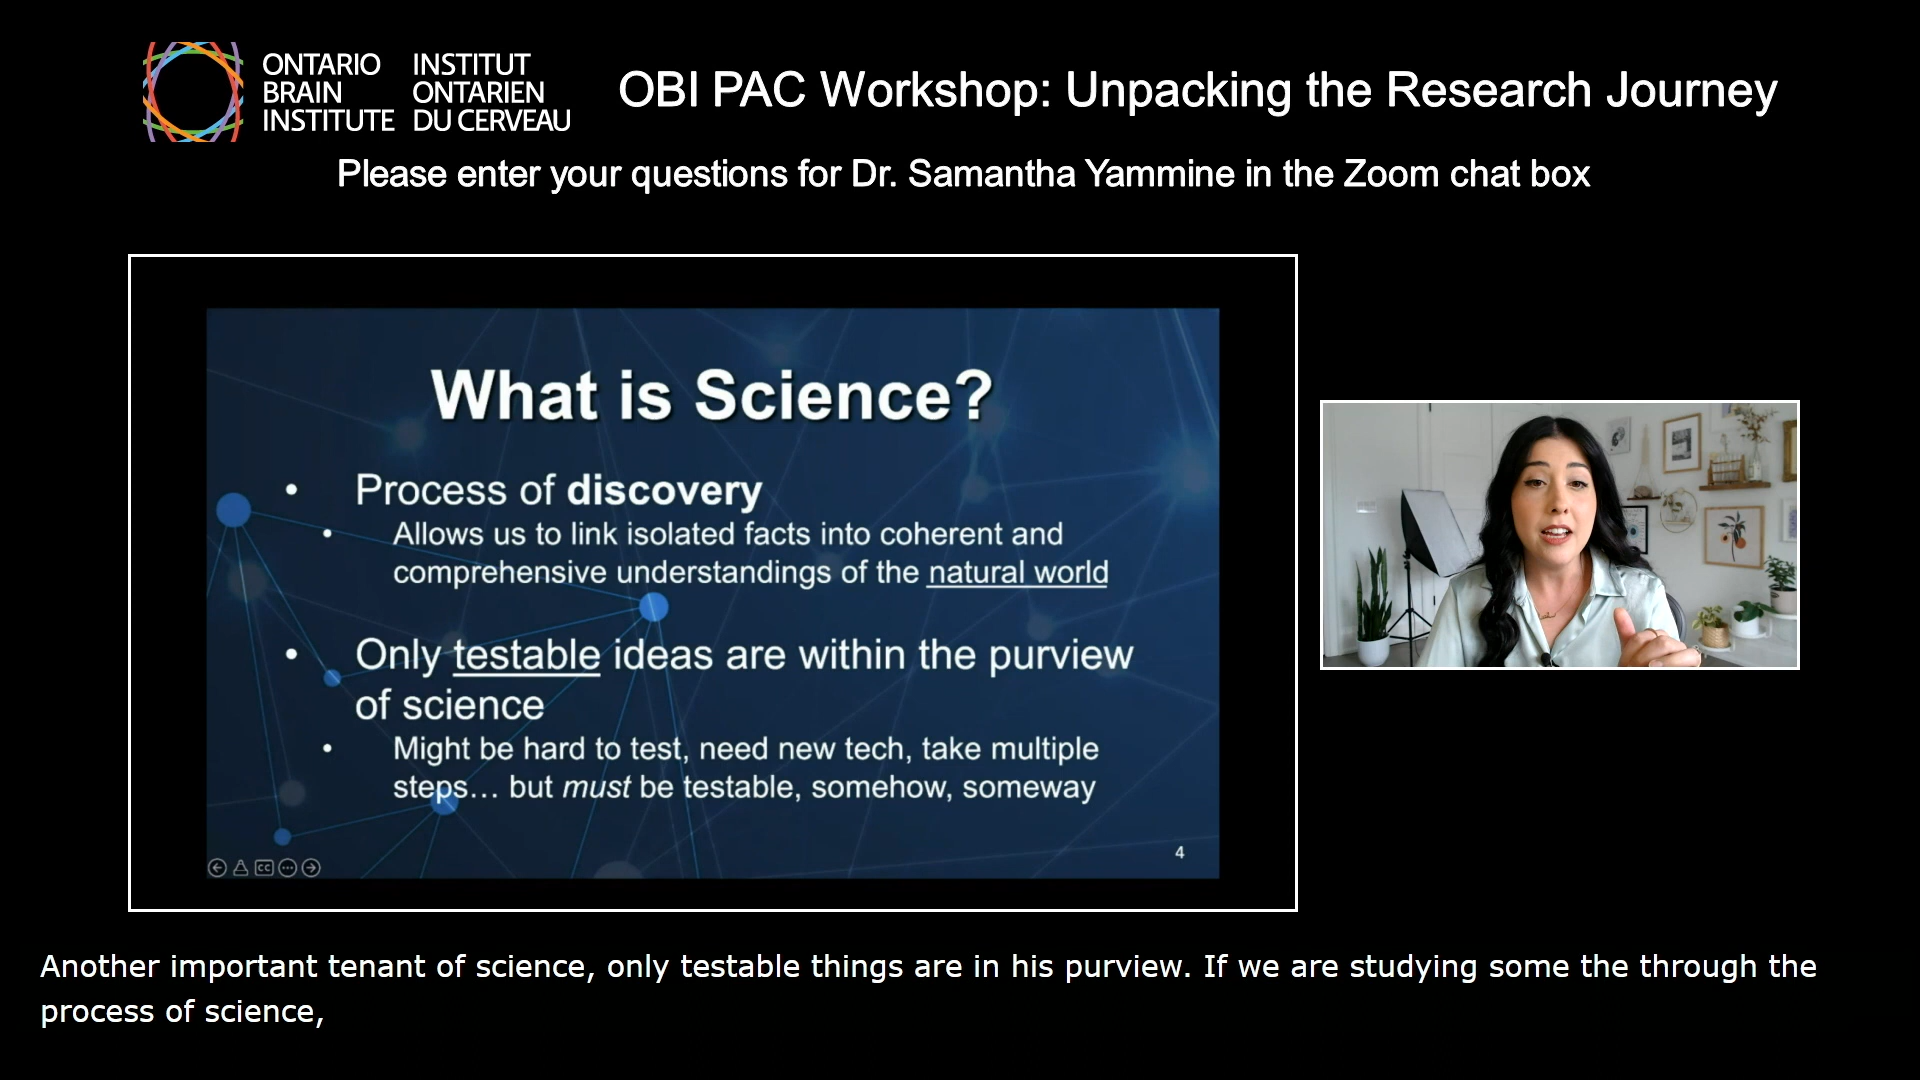 ONTARIO BRAIN INSTITUTE
INSTITUT ONTARIEN DU CERVEAU
OBI PAC Workshop: Unpacking the Research Journey
Please enter your questions for Dr. Samantha Yammine in the Zoom chat box
What is Science?
• Process of discovery
• Allows us to link isolated facts into coherent and
comprehensive understandings of the natural world
• Only testable ideas are within the purview
of science
• Might be hard to test, need new tech, take multiple
steps… but must be testable, somehow, someway
CC
4
Another important tenant of science, only testable things are in his purview. If we are studying some the through the
process of science,